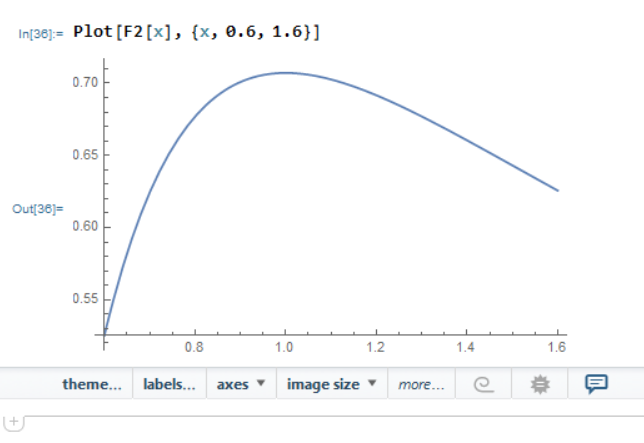 In[36]:= Plot[F2[x], {x, 0.6, 1.6}]
0.70
0.65
Out[36]=
0.60
0.55
0.8 1.0 1.2 1.4 1.6
theme... labels... axes ▼ image size ▼ more...
+